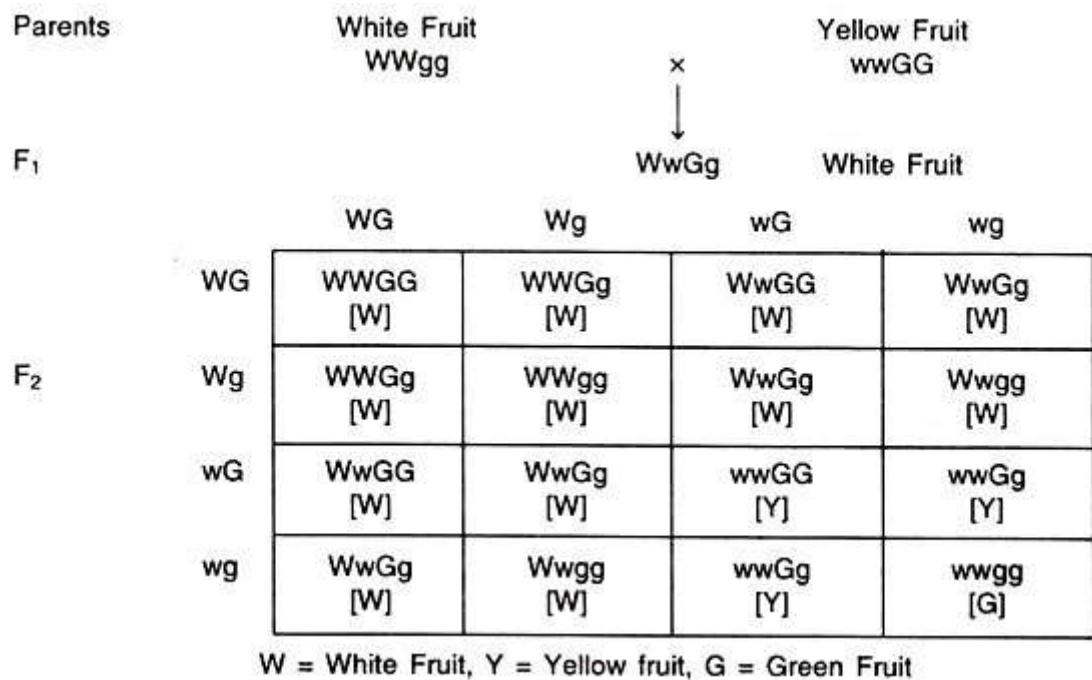 Parents White Fruit Yellow Fruit
WWgg × wwGG
F₁ WwGg White Fruit
WG Wg wG wg
WG WWGG WWGg WwGG WwGg
[W] [W] [W] [W]
F₂ Wg WWGg WWgg WwGg Wwgg
[W] [W] [W] [W]
wG WwGG WwGg wwGG wwGg
[W] [W] [Y] [Y]
wg WwGg Wwgg wwGg wwgg
[W] [W] [Y] [G]
W = White Fruit, Y = Yellow fruit, G = Green Fruit